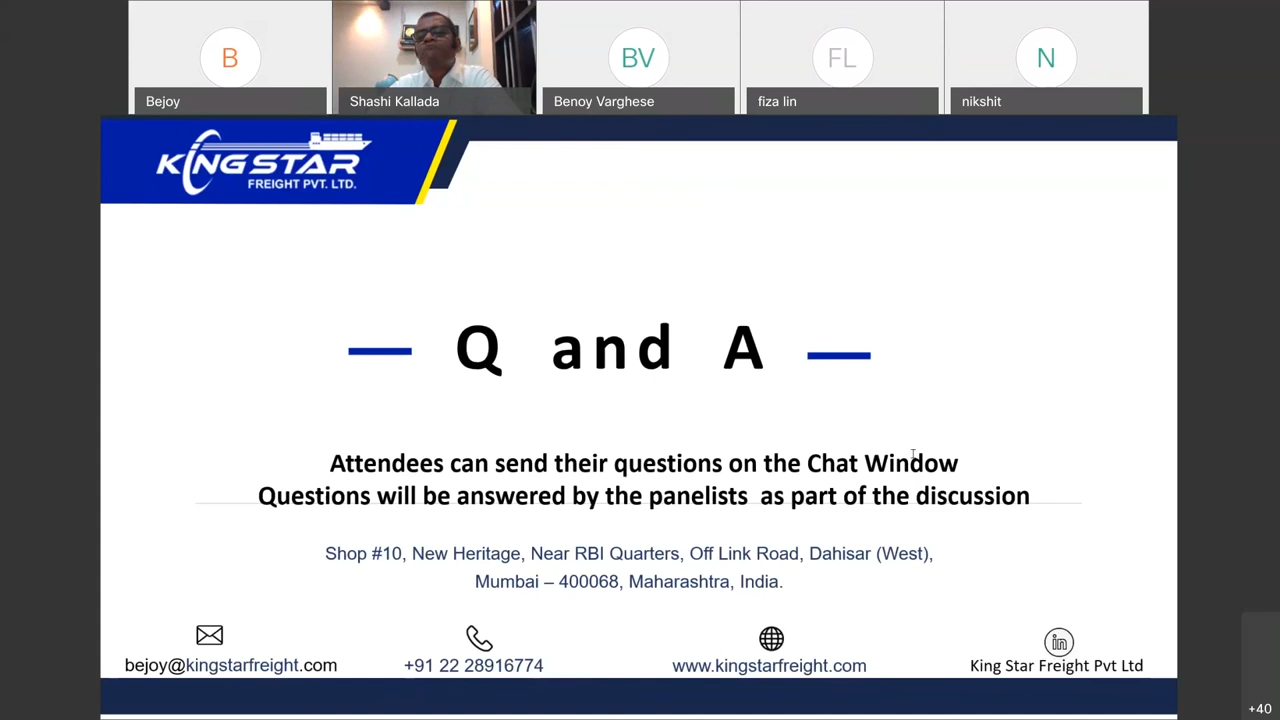 B
BV
FL
N
Bejoy
Shashi Kallada
Benoy Varghese
fiza lin
nikshit
KINGSTAR
FREIGHT PVT. LTD.
Q and A
Attendees can send their questions on the Chat Window
Questions will be answered by the panelists as part of the discussion
Shop #10, New Heritage, Near RBI Quarters, Off Link Road, Dahisar (West),
Mumbai – 400068, Maharashtra, India.
bejoy@kingstarfreight.com
+91 22 28916774
www.kingstarfreight.com
in
King Star Freight Pvt Ltd
+40